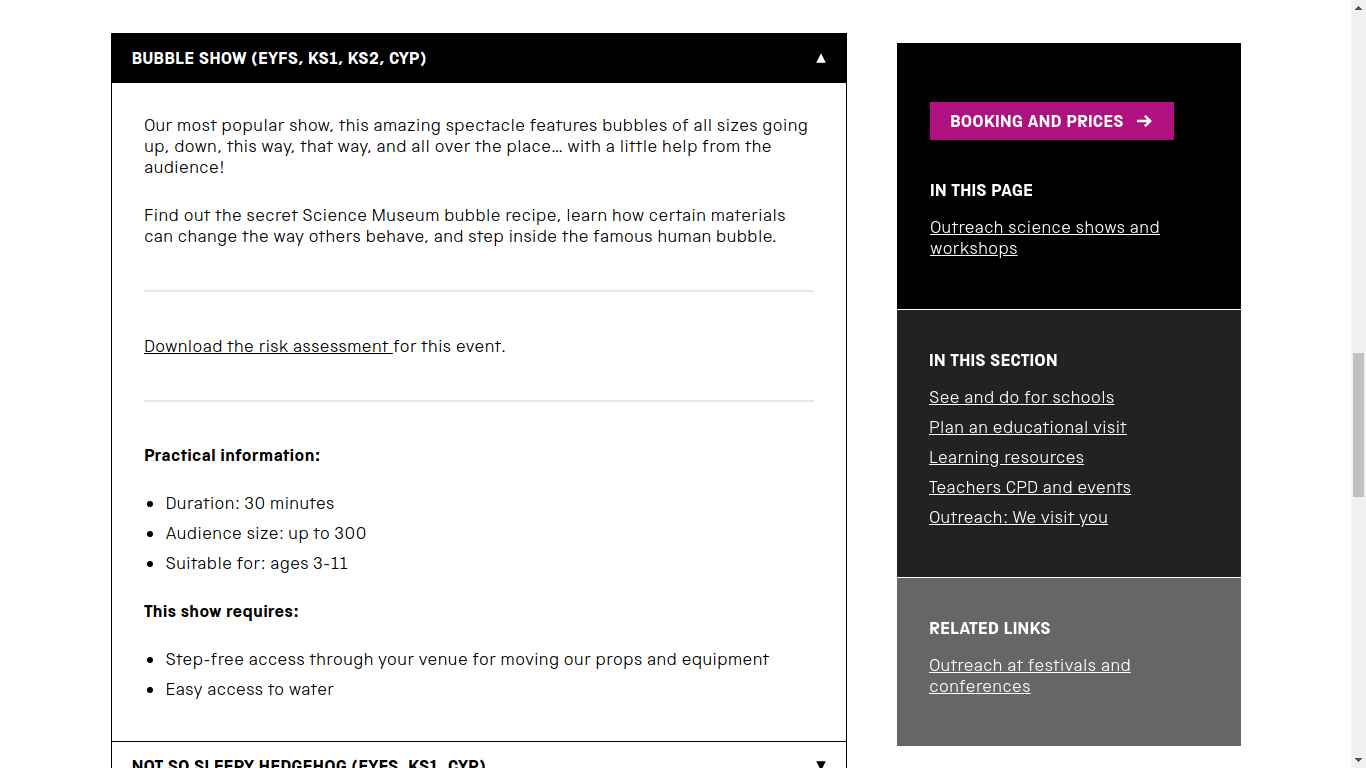 BUBBLE SHOW (EYFS, KS1, KS2, CYP) ▲
Our most popular show, this amazing spectacle features bubbles of all sizes going
up, down, this way, that way, and all over the place... with a little help from the
audience!
Find out the secret Science Museum bubble recipe, learn how certain materials
can change the way others behave, and step inside the famous human bubble.
Download the risk assessment for this event.
Practical information:
• Duration: 30 minutes
• Audience size: up to 300
• Suitable for: ages 3-11
This show requires:
• Step-free access through your venue for moving our props and equipment
• Easy access to water
NOT SO SLEEPY HEDGEHOG (EYFS, KS1, CYP) ▼
BOOKING AND PRICES →
IN THIS PAGE
Outreach science shows and
workshops
IN THIS SECTION
See and do for schools
Plan an educational visit
Learning resources
Teachers CPD and events
Outreach: We visit you
RELATED LINKS
Outreach at festivals and
conferences